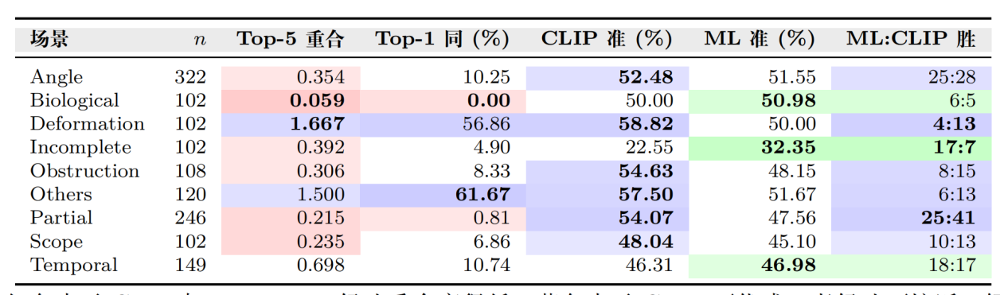 场景 n Top-5 重合 Top-1 同 (%) CLIP 准 (%) ML 准 (%) ML:CLIP 胜
Angle 322 0.354 10.25 52.48 51.55 25:28
Biological 102 0.059 0.00 50.00 50.98 6:5
Deformation 102 1.667 56.86 58.82 50.00 4:13
Incomplete 102 0.392 4.90 22.55 32.35 17:7
Obstruction 108 0.306 8.33 54.63 48.15 8:15
Others 120 1.500 61.67 57.50 51.67 6:13
Partial 246 0.215 0.81 54.07 47.56 25:41
Scope 102 0.235 6.86 48.04 45.10 10:13
Temporal 149 0.698 10.74 46.31 46.98 18:17